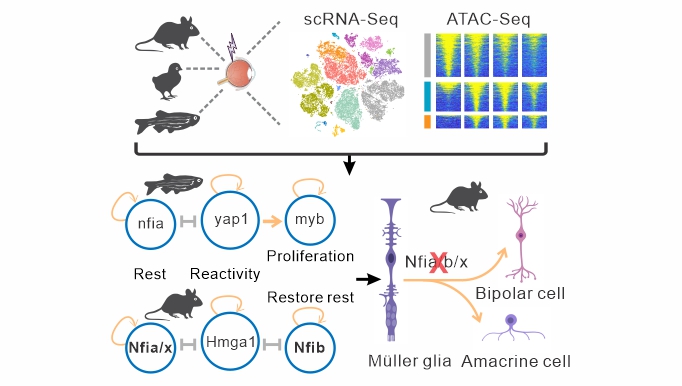 scRNA-Seq
ATAC-Seq
nfia
yap1
myb
Proliferation
Rest
Reactivity
Restore rest
Nfia/x
Hmga1
Nfib
Nfia/b/x
Bipolar cell
Müller glia
Amacrine cell